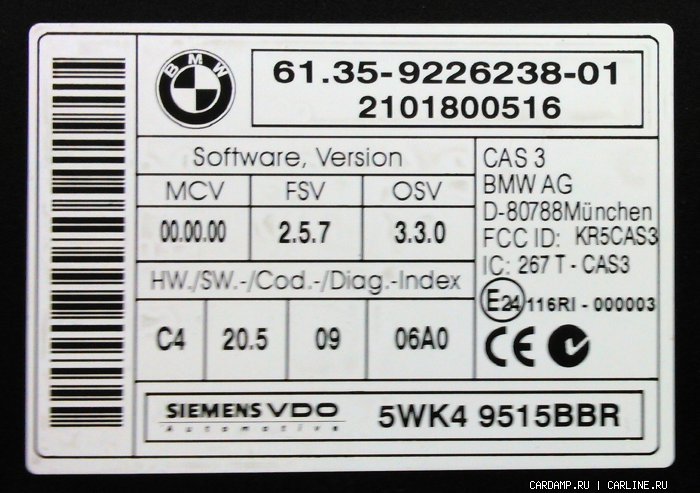 BMW
61.35-9226238-01
2101800516
Software, Version
MCV FSV OSV
00.00.00 2.5.7 3.3.0
HW./SW.-/Cod.-/Diag.-Index
C4 20.5 09 06A0
CAS 3
BMW AG
D-80788München
FCC ID: KR5CAS3
IC: 267 T - CAS3
E24 116RI - 000003
CE
SIEMENS VDO
Automotive
5WK4 9515BBR
CARDAMP.RU | CARLINE.RU